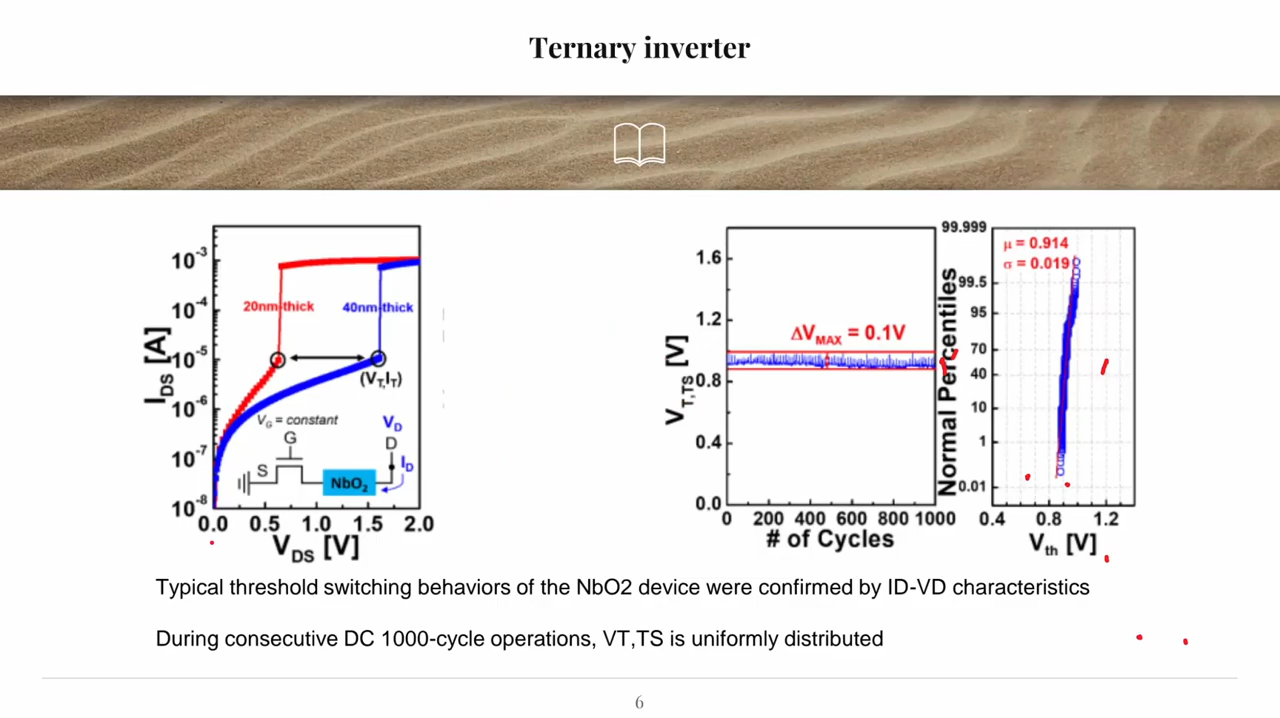 Ternary inverter
10⁻³
10⁻⁴
10⁻⁵
10⁻⁶
10⁻⁷
10⁻⁸
I_DS [A]
20nm-thick
40nm-thick
(V_T,I_T)
V_G = constant
V_D
G
D
S
I_D
NbO₂
0.0 0.5 1.0 1.5 2.0
V_DS [V]
1.6
1.2
0.8
0.4
0.0
V_T,TS [V]
ΔV_MAX = 0.1V
0 200 400 600 800 1000
# of Cycles
Normal Percentiles
99.999
99.5
95
70
40
10
1
0.01
μ = 0.914
σ = 0.019
0.4 0.8 1.2
V_th [V]
Typical threshold switching behaviors of the NbO2 device were confirmed by ID-VD characteristics
During consecutive DC 1000-cycle operations, VT,TS is uniformly distributed
6